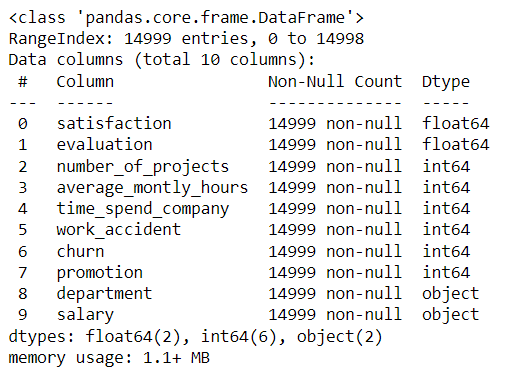 <class 'pandas.core.frame.DataFrame'>
RangeIndex: 14999 entries, 0 to 14998
Data columns (total 10 columns):
 #   Column                Non-Null Count  Dtype
---  ------                --------------  -----
 0   satisfaction          14999 non-null  float64
 1   evaluation            14999 non-null  float64
 2   number_of_projects    14999 non-null  int64
 3   average_montly_hours  14999 non-null  int64
 4   time_spend_company    14999 non-null  int64
 5   work_accident         14999 non-null  int64
 6   churn                 14999 non-null  int64
 7   promotion             14999 non-null  int64
 8   department            14999 non-null  object
 9   salary                14999 non-null  object
dtypes: float64(2), int64(6), object(2)
memory usage: 1.1+ MB